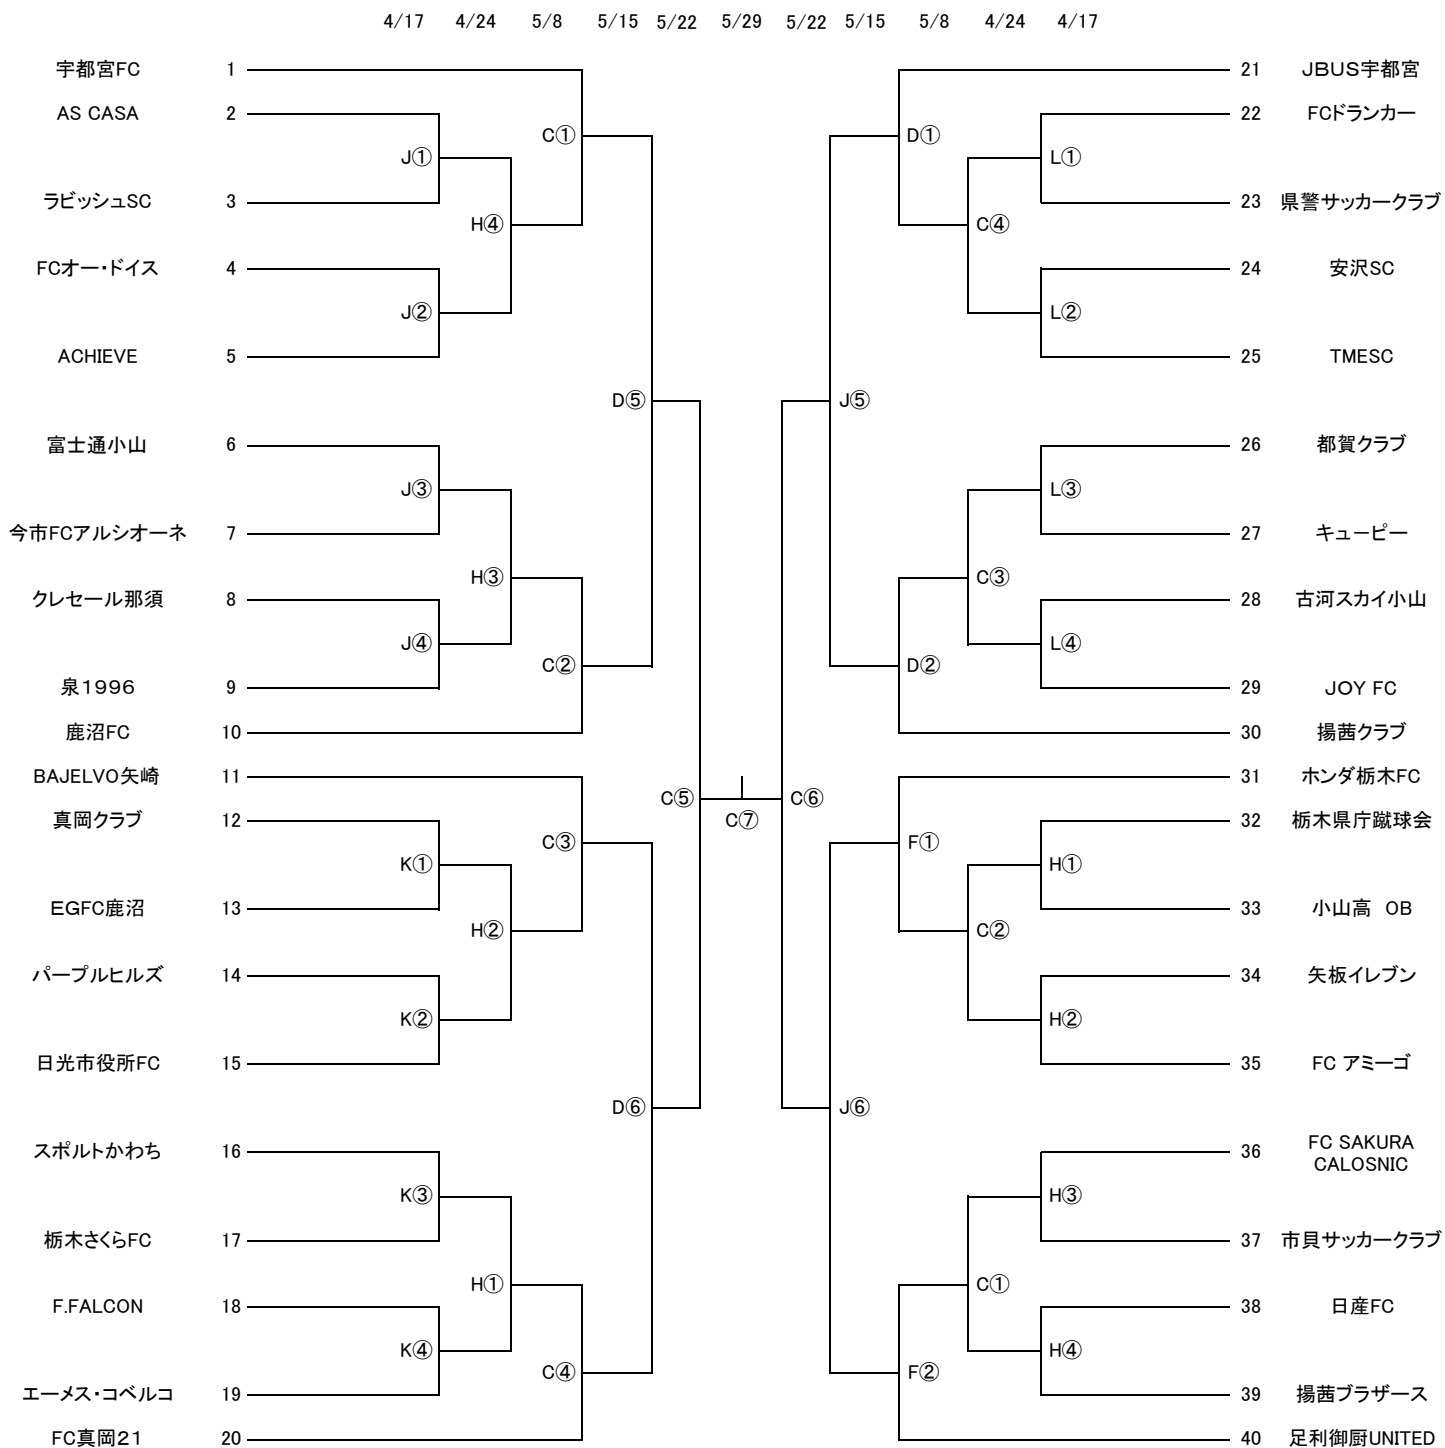 4/17 4/24 5/8 5/15 5/22 5/29 5/22 5/15 5/8 4/24 4/17
宇都宮FC 1 21 JBUS宇都宮
AS CASA 2 22 FCドランカー
C① D①
J① L①
ラビッシュSC 3 23 県警サッカークラブ
H④ C④
FCオー・ドイス 4 24 安沢SC
J② L②
ACHIEVE 5 25 TMESC
D⑤ J⑤
富士通小山 6 26 都賀クラブ
J③ L③
今市FCアルシオーネ 7 27 キューピー
H③ C③
クレセール那須 8 28 古河スカイ小山
J④ L④
C② D②
泉1996 9 29 JOY FC
鹿沼FC 10 30 揚茜クラブ
BAJELVO矢崎 11 31 ホンダ栃木FC
C⑤ C⑥
真岡クラブ 12 C⑦ 32 栃木県庁蹴球会
C③ F①
K① H①
EGFC鹿沼 13 33 小山高 OB
H② C②
パープルヒルズ 14 34 矢板イレブン
K② H②
日光市役所FC 15 35 FC アミーゴ
D⑥ J⑥
スポルトかわち 16 36 FC SAKURA
CALOSNIC
K③ H③
栃木さくらFC 17 37 市貝サッカークラブ
H① C①
F.FALCON 18 38 日産FC
K④ H④
C④ F②
エーメス・コベルコ 19 39 揚茜ブラザース
FC真岡21 20 40 足利御厨UNITED